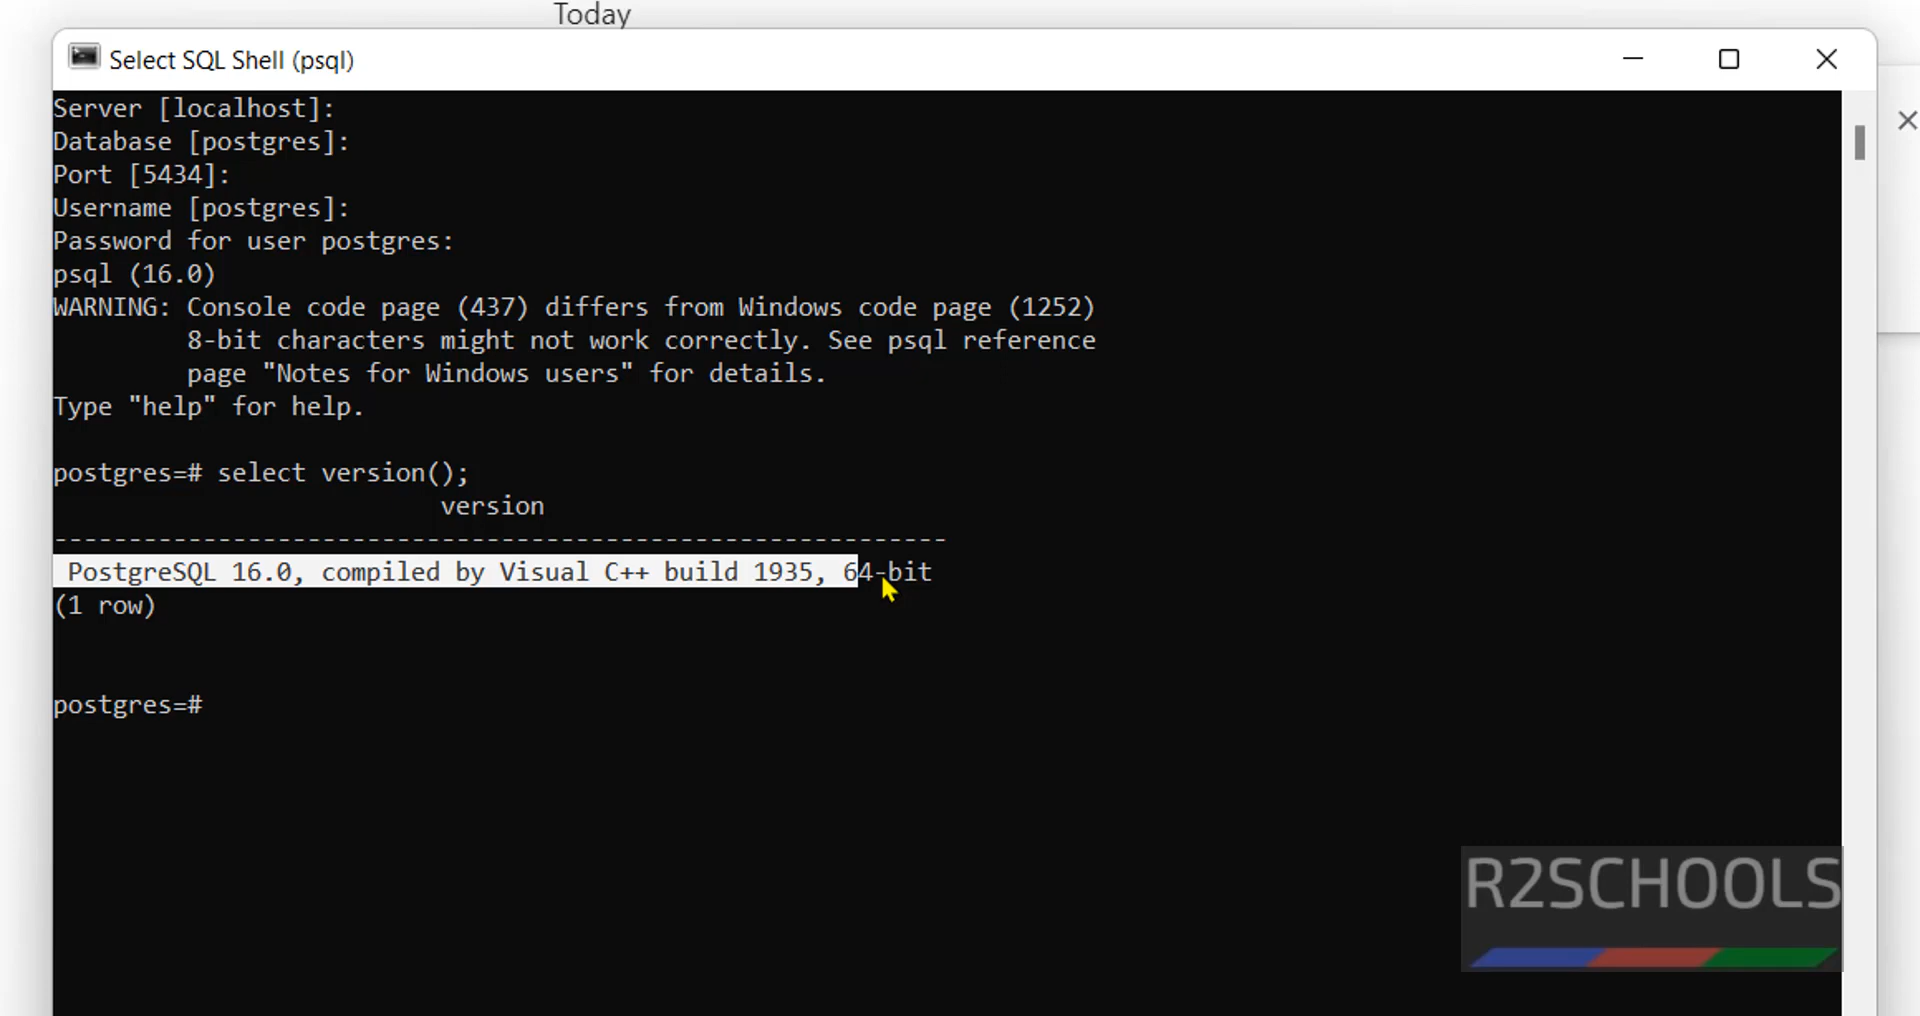 Today
Select SQL Shell (psql)
Server [localhost]:
Database [postgres]:
Port [5434]:
Username [postgres]:
Password for user postgres:
psql (16.0)
WARNING: Console code page (437) differs from Windows code page (1252)
         8-bit characters might not work correctly. See psql reference
         page "Notes for Windows users" for details.
Type "help" for help.
postgres=# select version();
                          version
------------------------------------------------------------
 PostgreSQL 16.0, compiled by Visual C++ build 1935, 64-bit
(1 row)
postgres=#
R2SCHOOLS